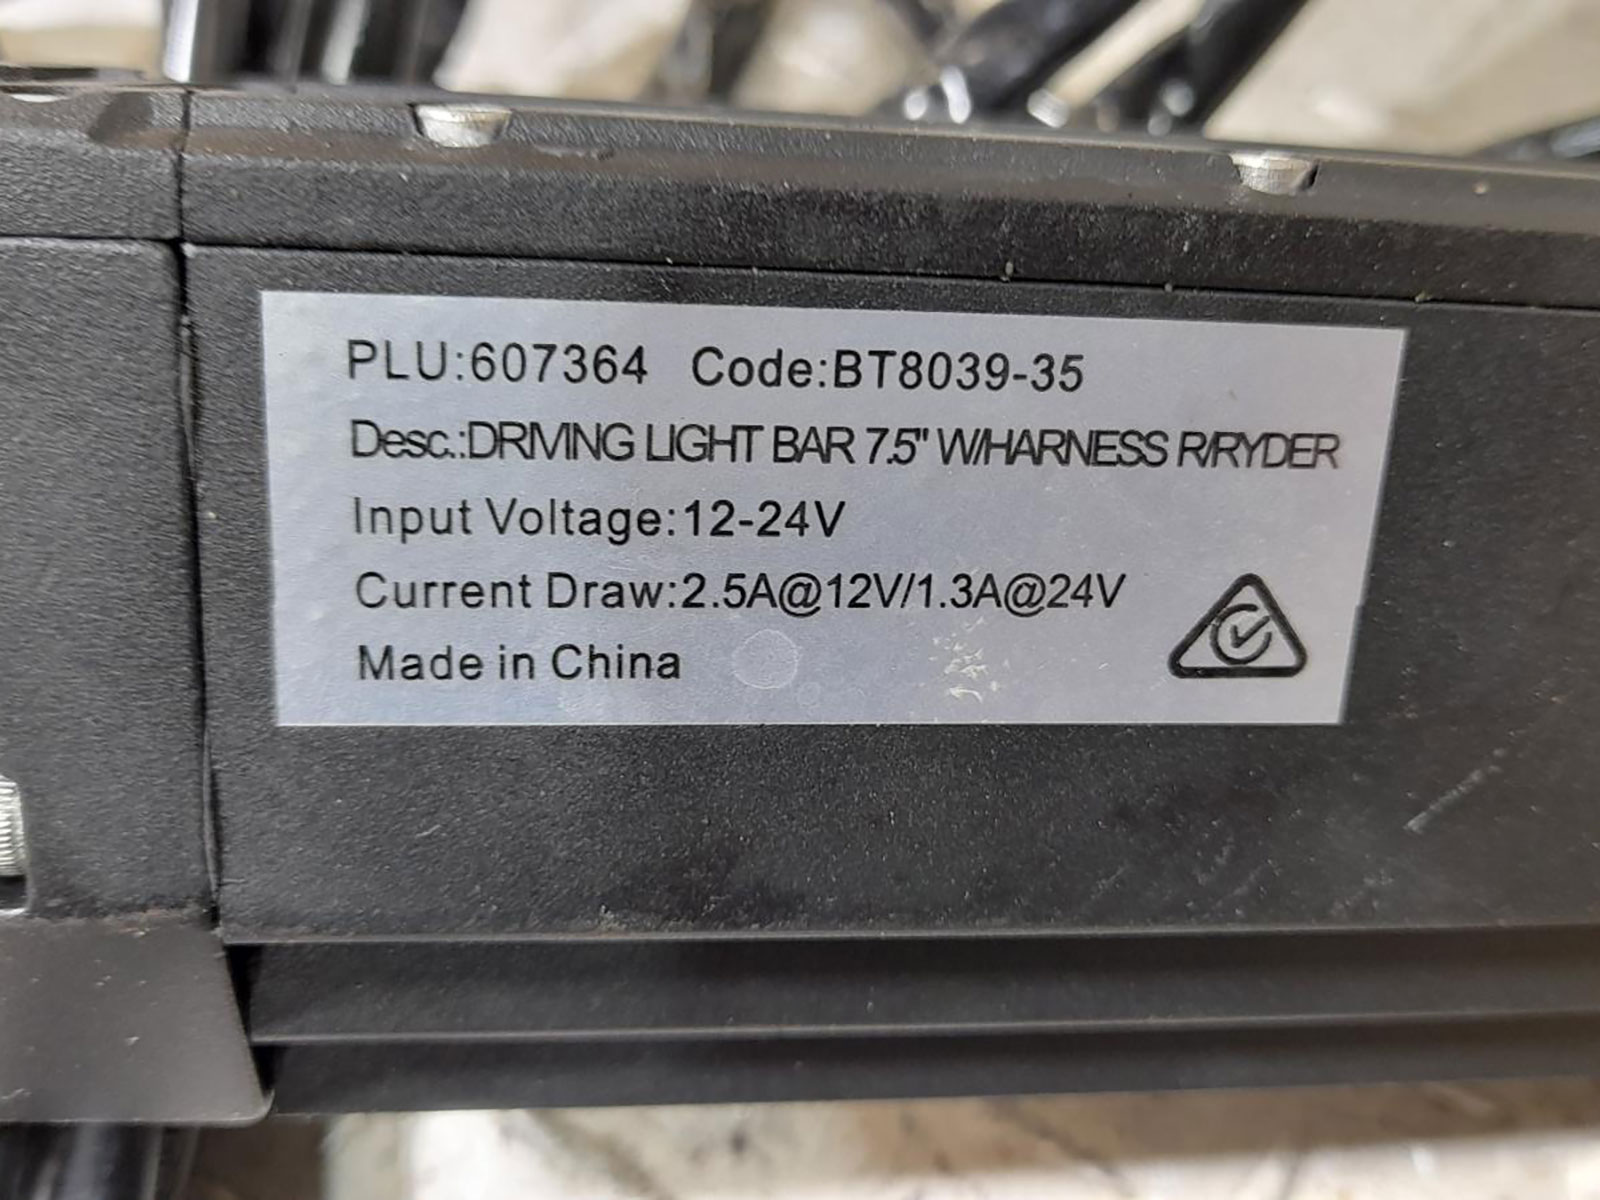 PLU:607364 Code:BT8039-35
Desc.:DRIVING LIGHT BAR 7.5" W/HARNESS R/RYDER
Input Voltage:12-24V
Current Draw:2.5A@12V/1.3A@24V
Made in China